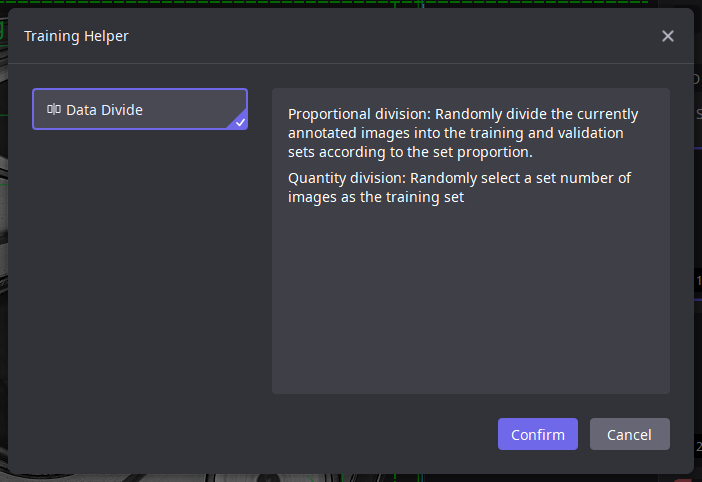 Training Helper
Data Divide
Proportional division: Randomly divide the currently
annotated images into the training and validation
sets according to the set proportion.
Quantity division: Randomly select a set number of
images as the training set
Confirm
Cancel